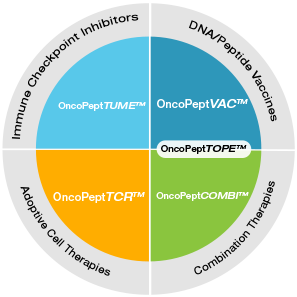 Immune Checkpoint Inhibitors
DNA/Peptide Vaccines
OncoPeptTUME™
OncoPeptVAC™
OncoPeptTOPE™
OncoPeptTCR™
OncoPeptCOMBI™
Adoptive Cell Therapies
Combination Therapies